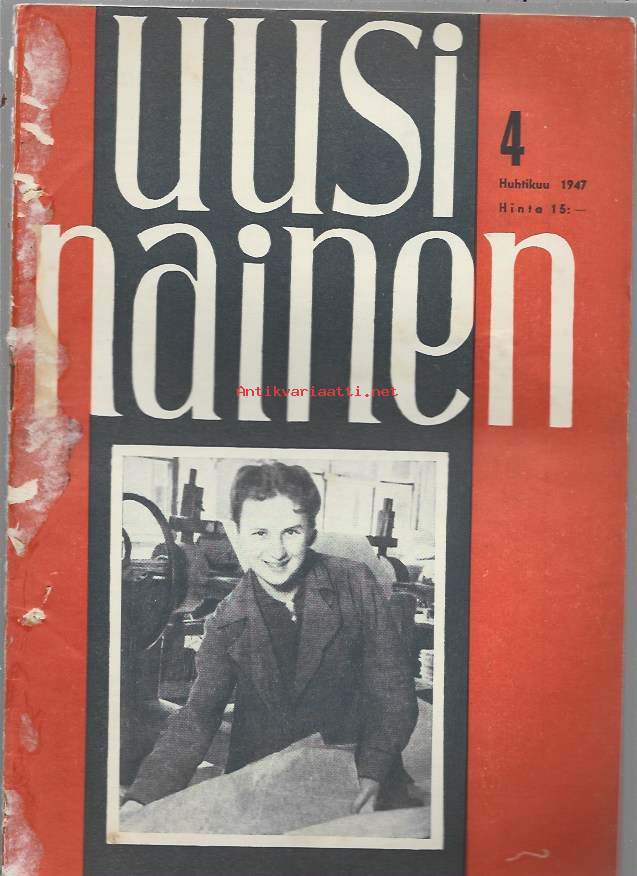 uusi
nainen
4
Huhtikuu 1947
Hinta 15:—
Antikvariaatti.net